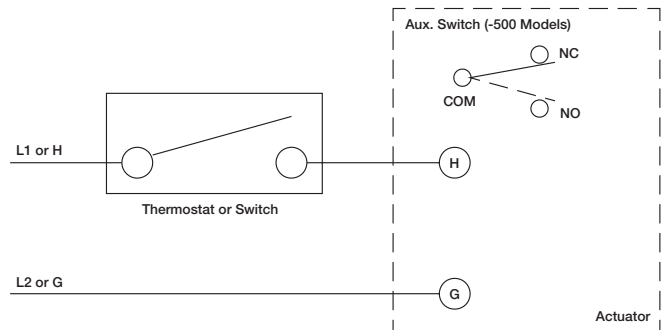 Aux. Switch (-500 Models)
NC
COM
NO
L1 or H
H
Thermostat or Switch
L2 or G
G
Actuator